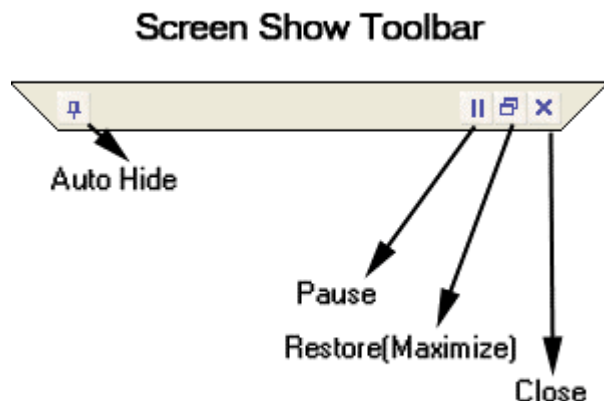 Screen Show Toolbar
Auto Hide
Pause
Restore(Maximize)
Close